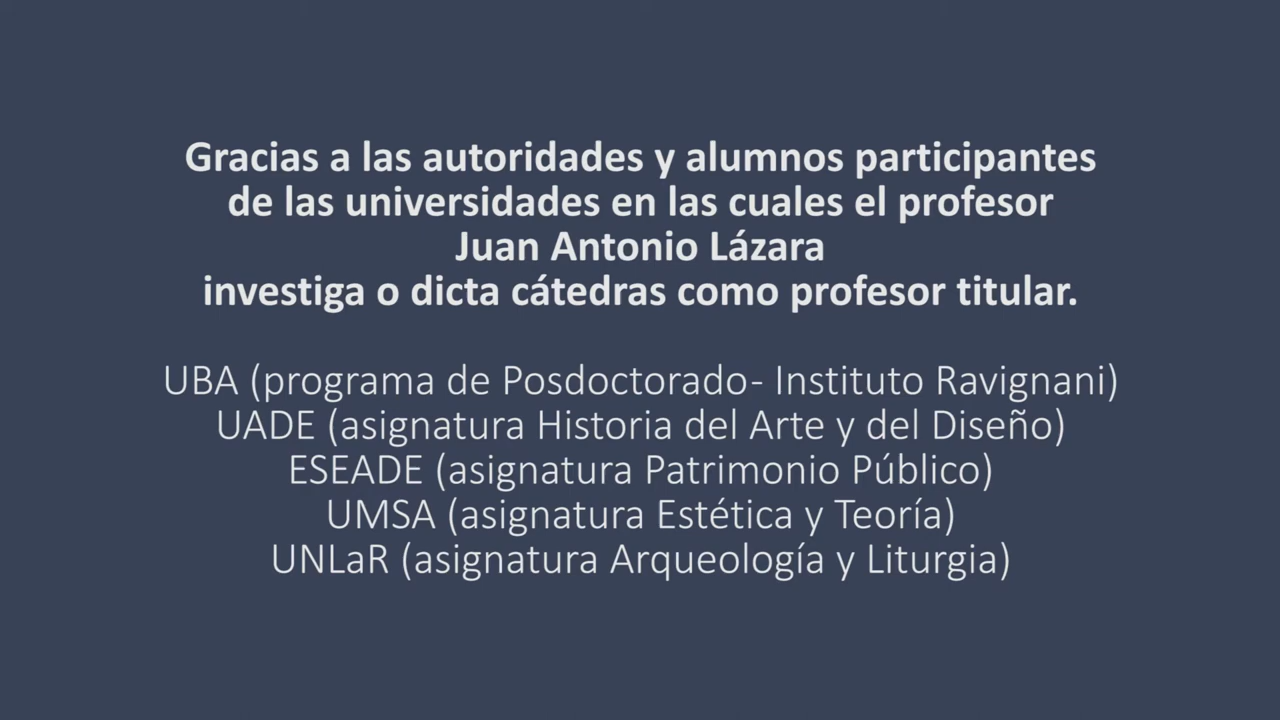 Gracias a las autoridades y alumnos participantes
de las universidades en las cuales el profesor
Juan Antonio Lázara
investiga o dicta cátedras como profesor titular.
UBA (programa de Posdoctorado- Instituto Ravignani)
UADE (asignatura Historia del Arte y del Diseño)
ESEADE (asignatura Patrimonio Público)
UMSA (asignatura Estética y Teoría)
UNLaR (asignatura Arqueología y Liturgia)